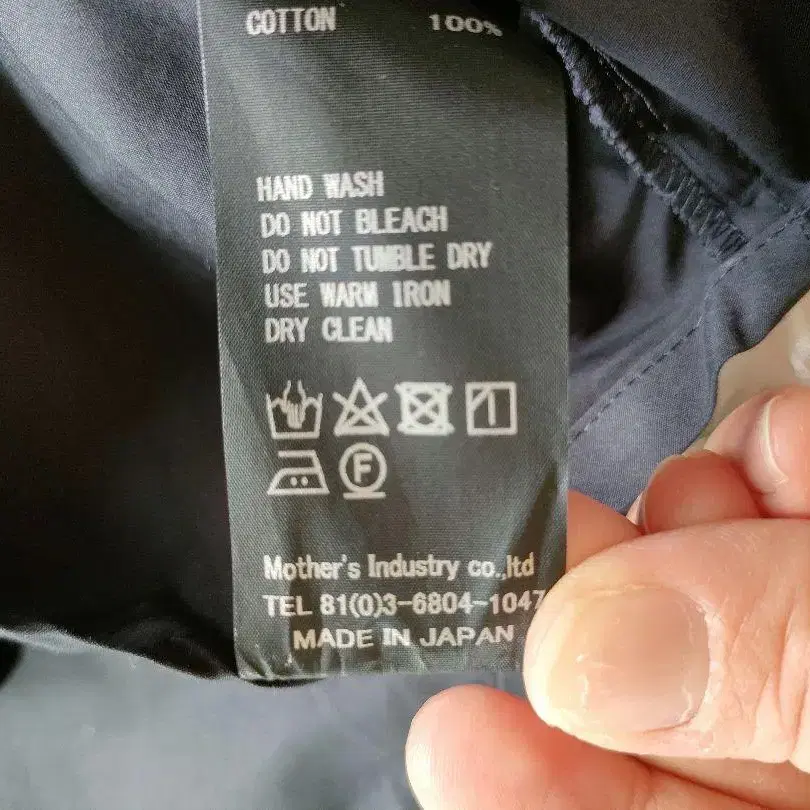 COTTON 100%
HAND WASH
DO NOT BLEACH
DO NOT TUMBLE DRY
USE WARM IRON
DRY CLEAN
F
Mother's Industry co.,ltd
TEL 81(0)3-6804-1047
MADE IN JAPAN